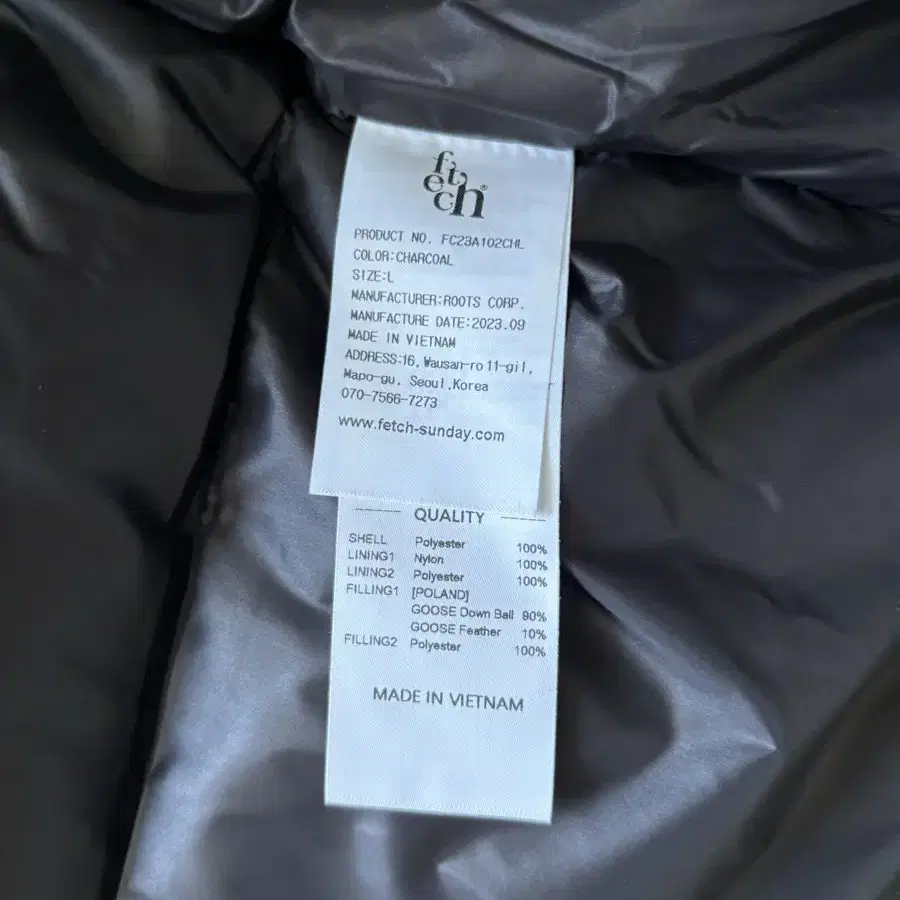 fetch®
PRODUCT NO. FC23A102CHL
COLOR:CHARCOAL
SIZE:L
MANUFACTURER:ROOTS CORP.
MANUFACTURE DATE:2023.09
MADE IN VIETNAM
ADDRESS:16, Wausan-ro 11-gil,
Mapo-gu, Seoul,Korea
070-7566-7273
www.fetch-sunday.com
QUALITY
SHELL Polyester 100%
LINING1 Nylon 100%
LINING2 Polyester 100%
FILLING1 [POLAND]
GOOSE Down Ball 90%
GOOSE Feather 10%
FILLING2 Polyester 100%
MADE IN VIETNAM